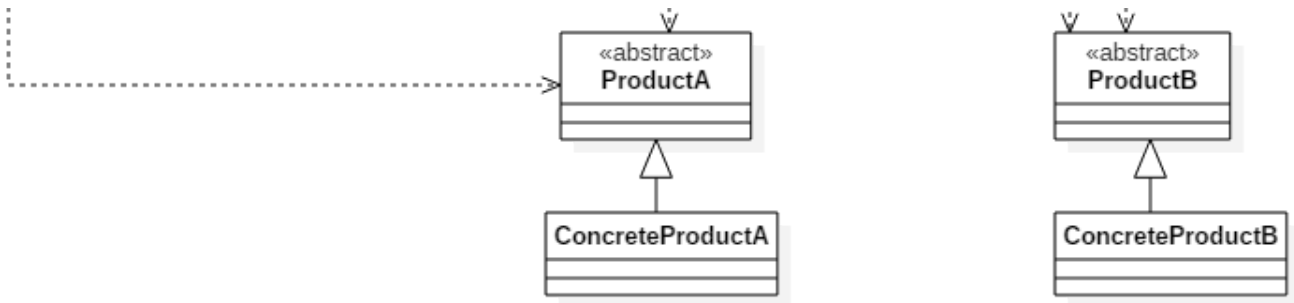 «abstract»
ProductA
«abstract»
ProductB
ConcreteProductA
ConcreteProductB